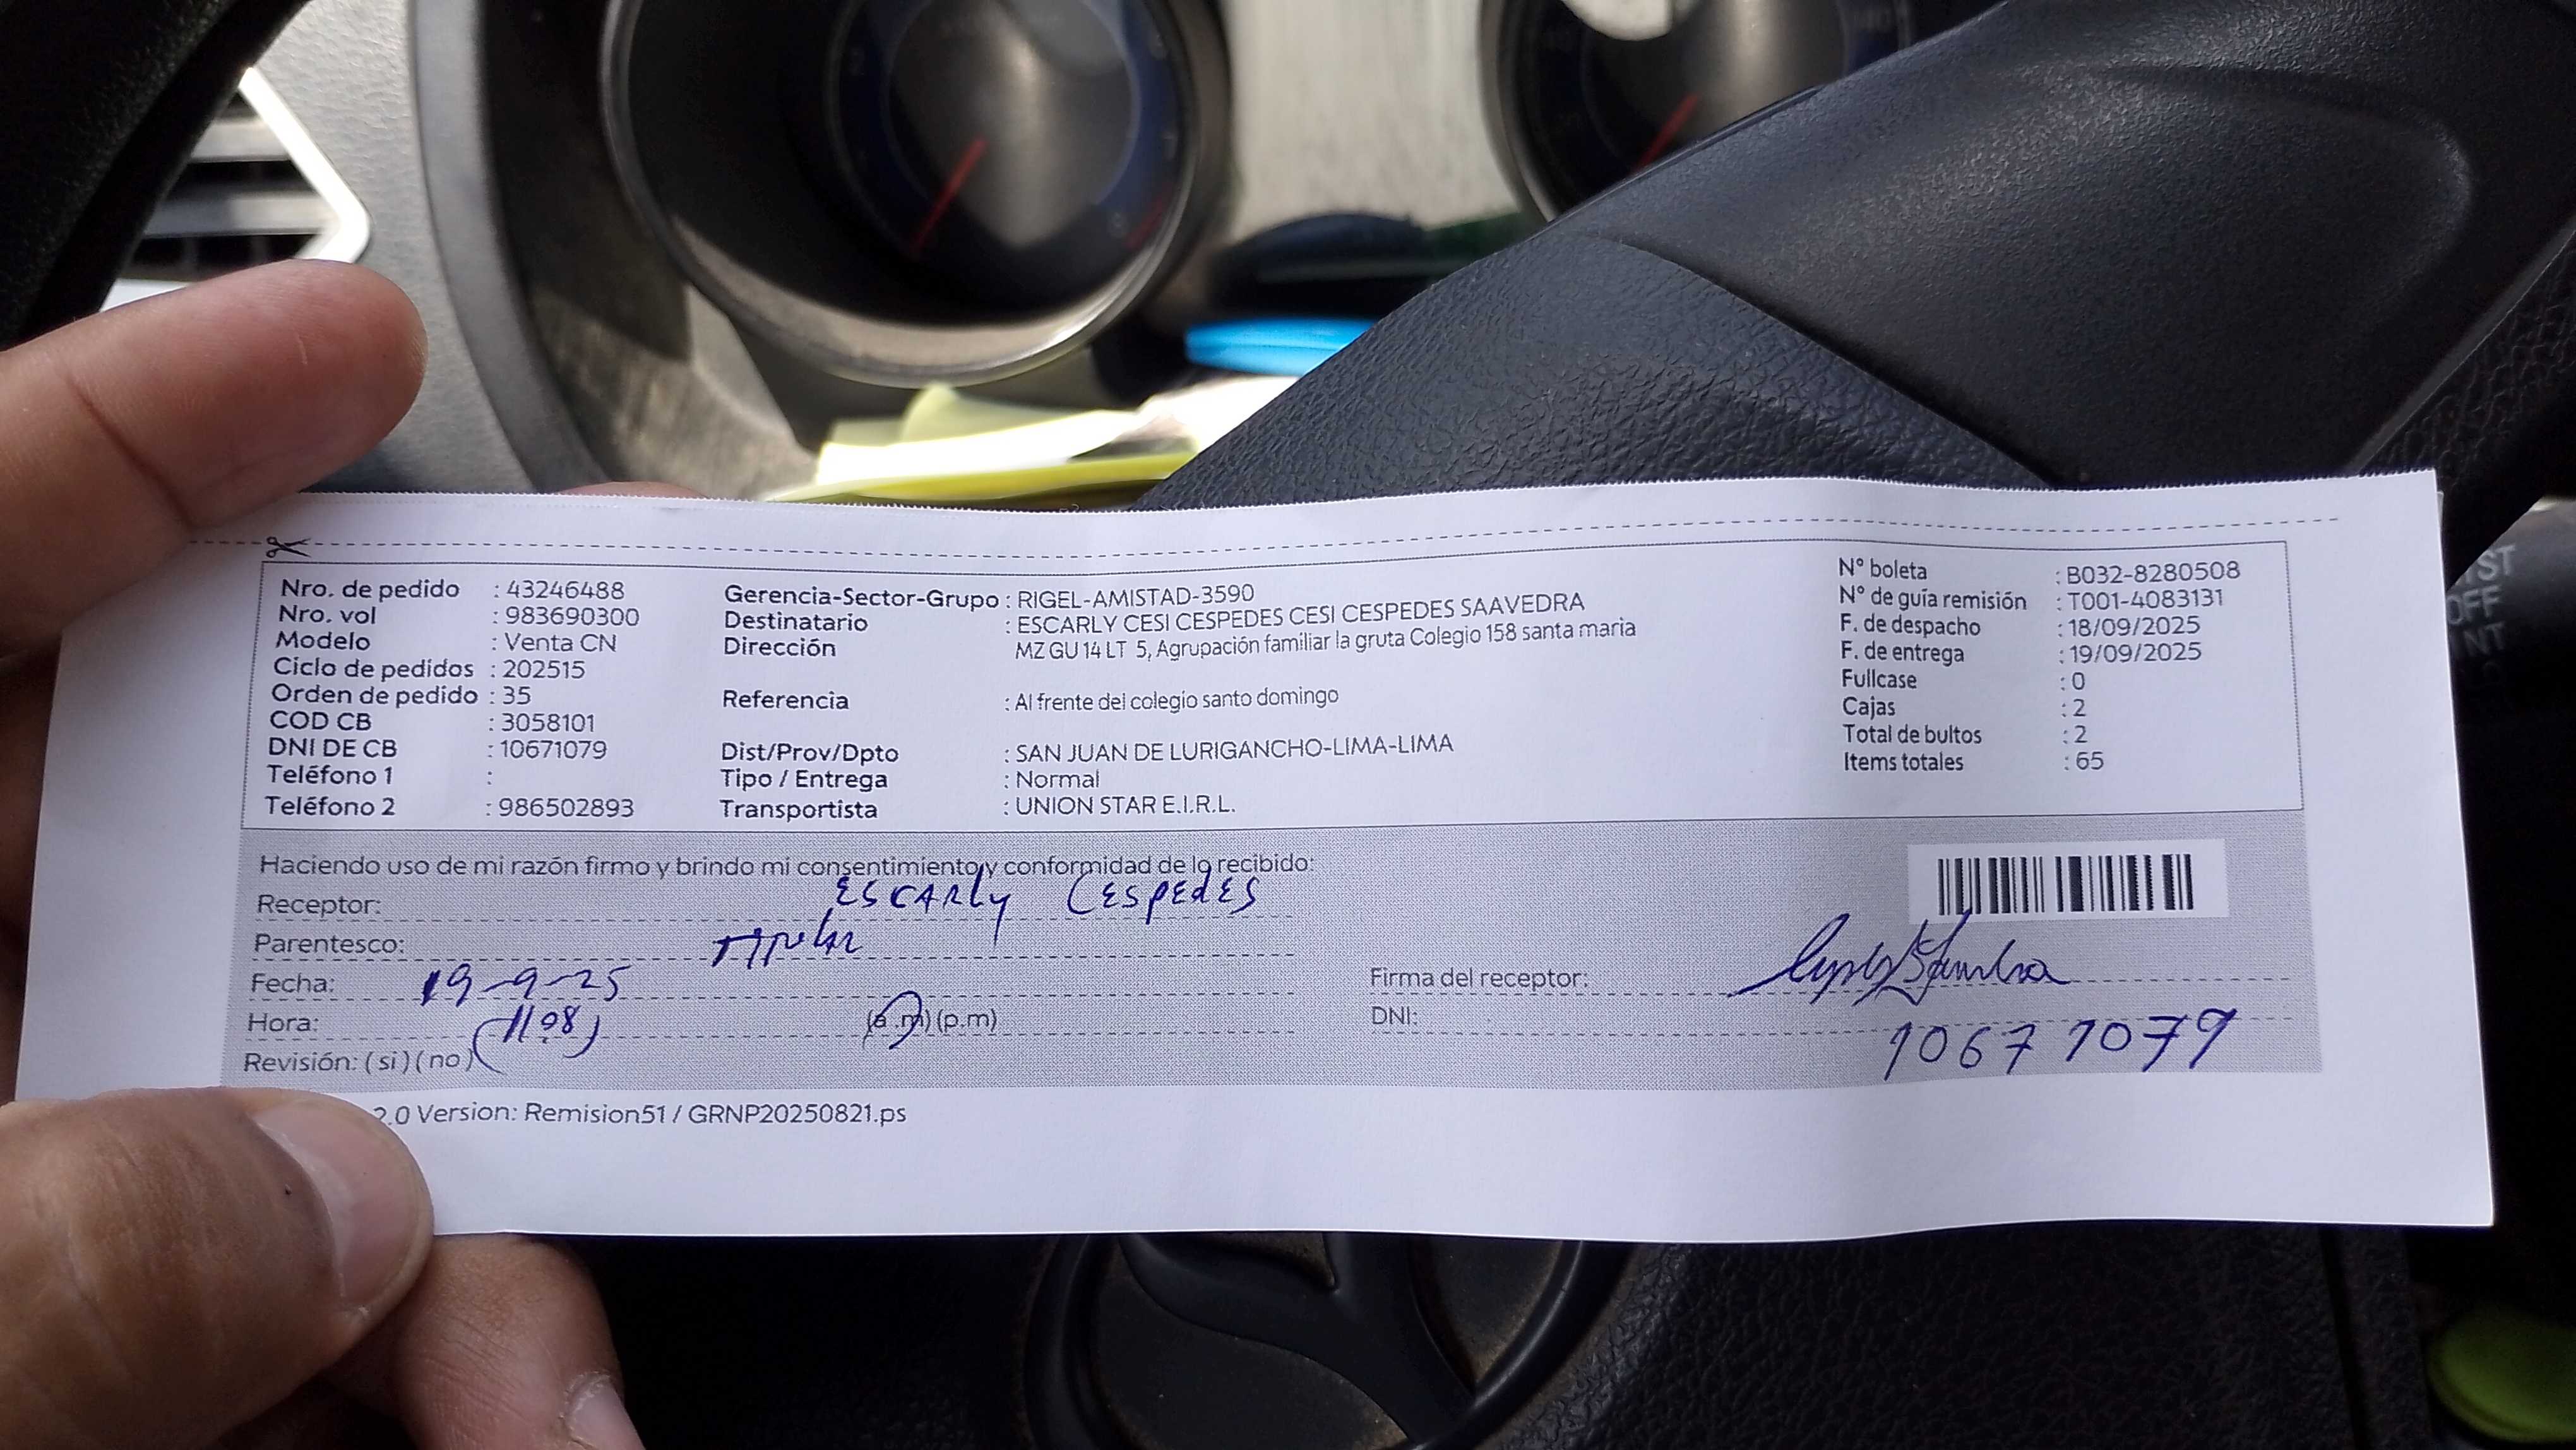 Nro. de pedido : 43246488
Nro. vol : 983690300
Modelo : Venta CN
Ciclo de pedidos : 202515
Orden de pedido : 35
COD CB : 3058101
DNI DE CB : 10671079
Teléfono 1 :
Teléfono 2 : 986502893
Gerencia-Sector-Grupo : RIGEL-AMISTAD-3590
Destinatario : ESCARLY CESI CESPEDES CESI CESPEDES SAAVEDRA
Dirección MZ GU 14 LT 5, Agrupación familiar la gruta Colegio 158 santa maria
Referencia : Al frente del colegio santo domingo
Dist/Prov/Dpto : SAN JUAN DE LURIGANCHO-LIMA-LIMA
Tipo / Entrega : Normal
Transportista : UNION STAR E.I.R.L.
N° boleta : B032-8280508
N° de guía remisión : T001-4083131
F. de despacho : 18/09/2025
F. de entrega : 19/09/2025
Fullcase : 0
Cajas : 2
Total de bultos : 2
Items totales : 65
Haciendo uso de mi razón firmo y brindo mi consentimiento y conformidad de lo recibido:
Receptor: ESCARly CESpEdES
Parentesco:
Fecha: 19-9-25
Hora: (11.08) (a.m) (p.m)
Revisión: ( si ) ( no )
Firma del receptor:
DNI: 10671079
2.0 Version: Remision51 / GRNP20250821.ps
ST
OFF
NT